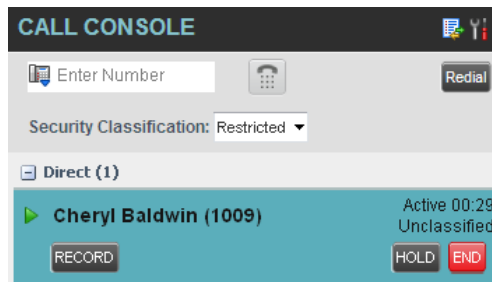 CALL CONSOLE
Enter Number
Redial
Security Classification: Restricted
Direct (1)
Cheryl Baldwin (1009)
Active 00:29
Unclassified
RECORD
HOLD
END